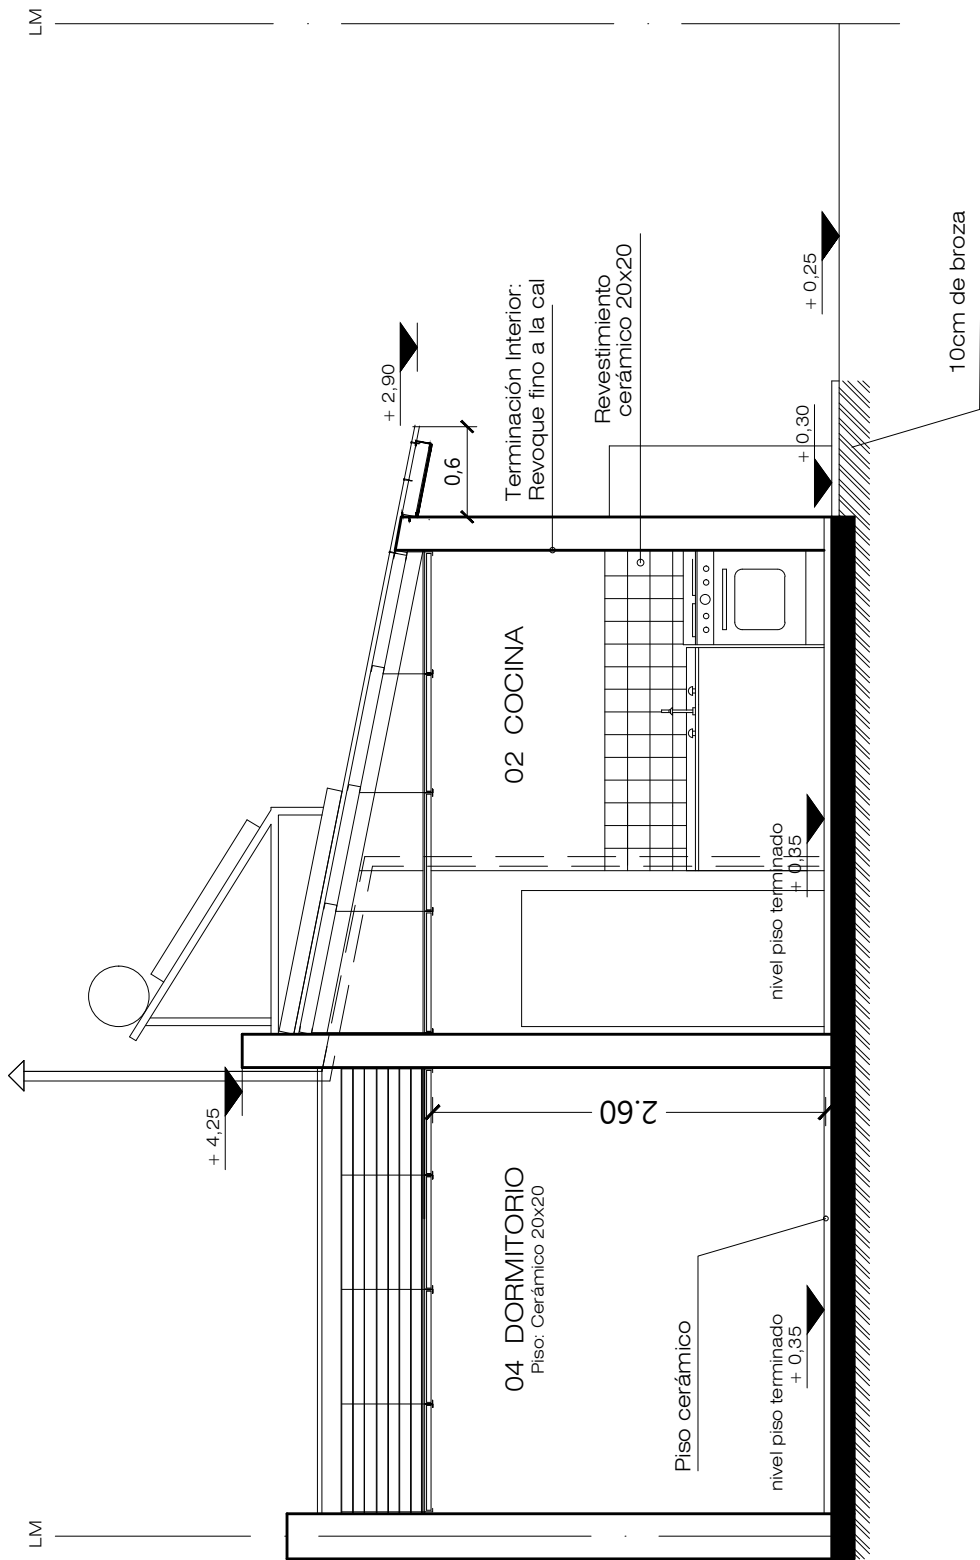 LM
LM
+ 4,25
+ 2,90
0,6
Terminación Interior:
Revoque fino a la cal
Revestimiento
cerámico 20x20
04 DORMITORIO
Piso: Cerámico 20x20
2.60
02 COCINA
Piso cerámico
nivel piso terminado
+ 0,35
nivel piso terminado
+ 0,35
+ 0,30
+ 0,25
10cm de broza